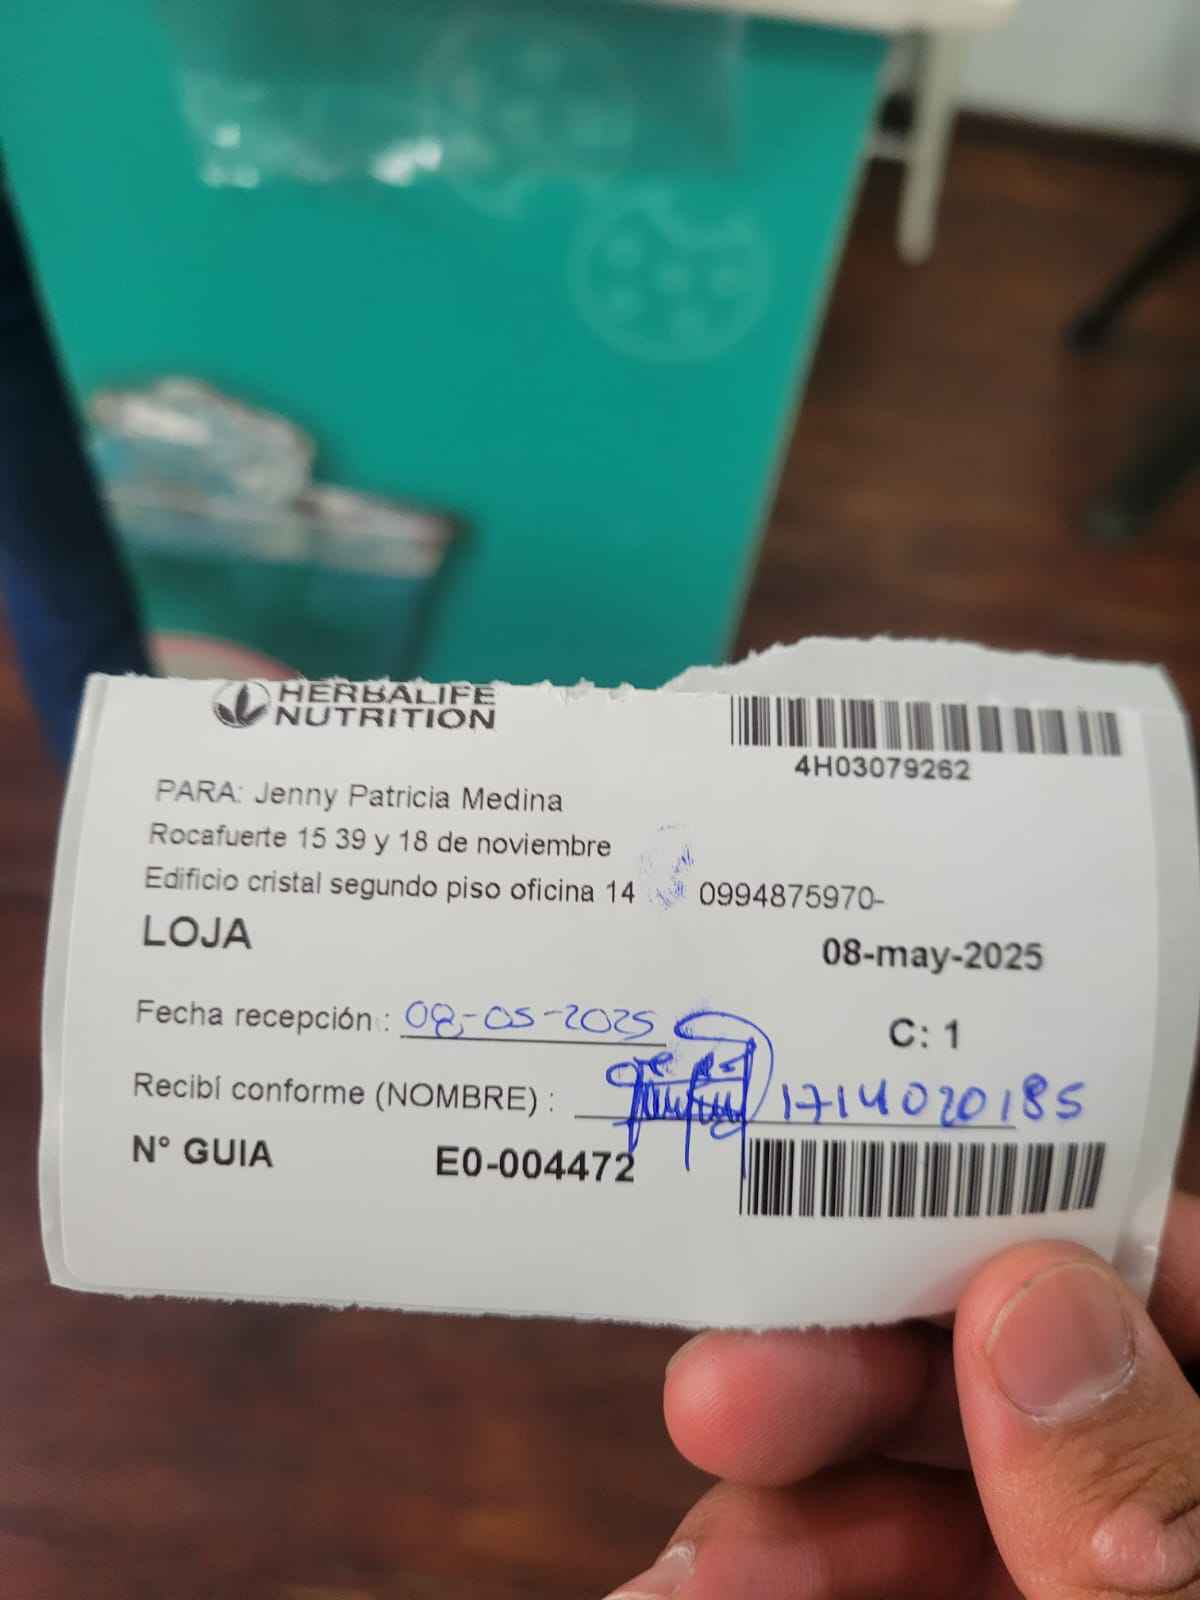 HERBALIFE
NUTRITION
4H03079262
PARA: Jenny Patricia Medina
Rocafuerte 15 39 y 18 de noviembre
Edificio cristal segundo piso oficina 14 0994875970-
LOJA
08-may-2025
Fecha recepción : 08-05-2025
C: 1
Recibí conforme (NOMBRE) : 1714020185
N° GUIA E0-004472